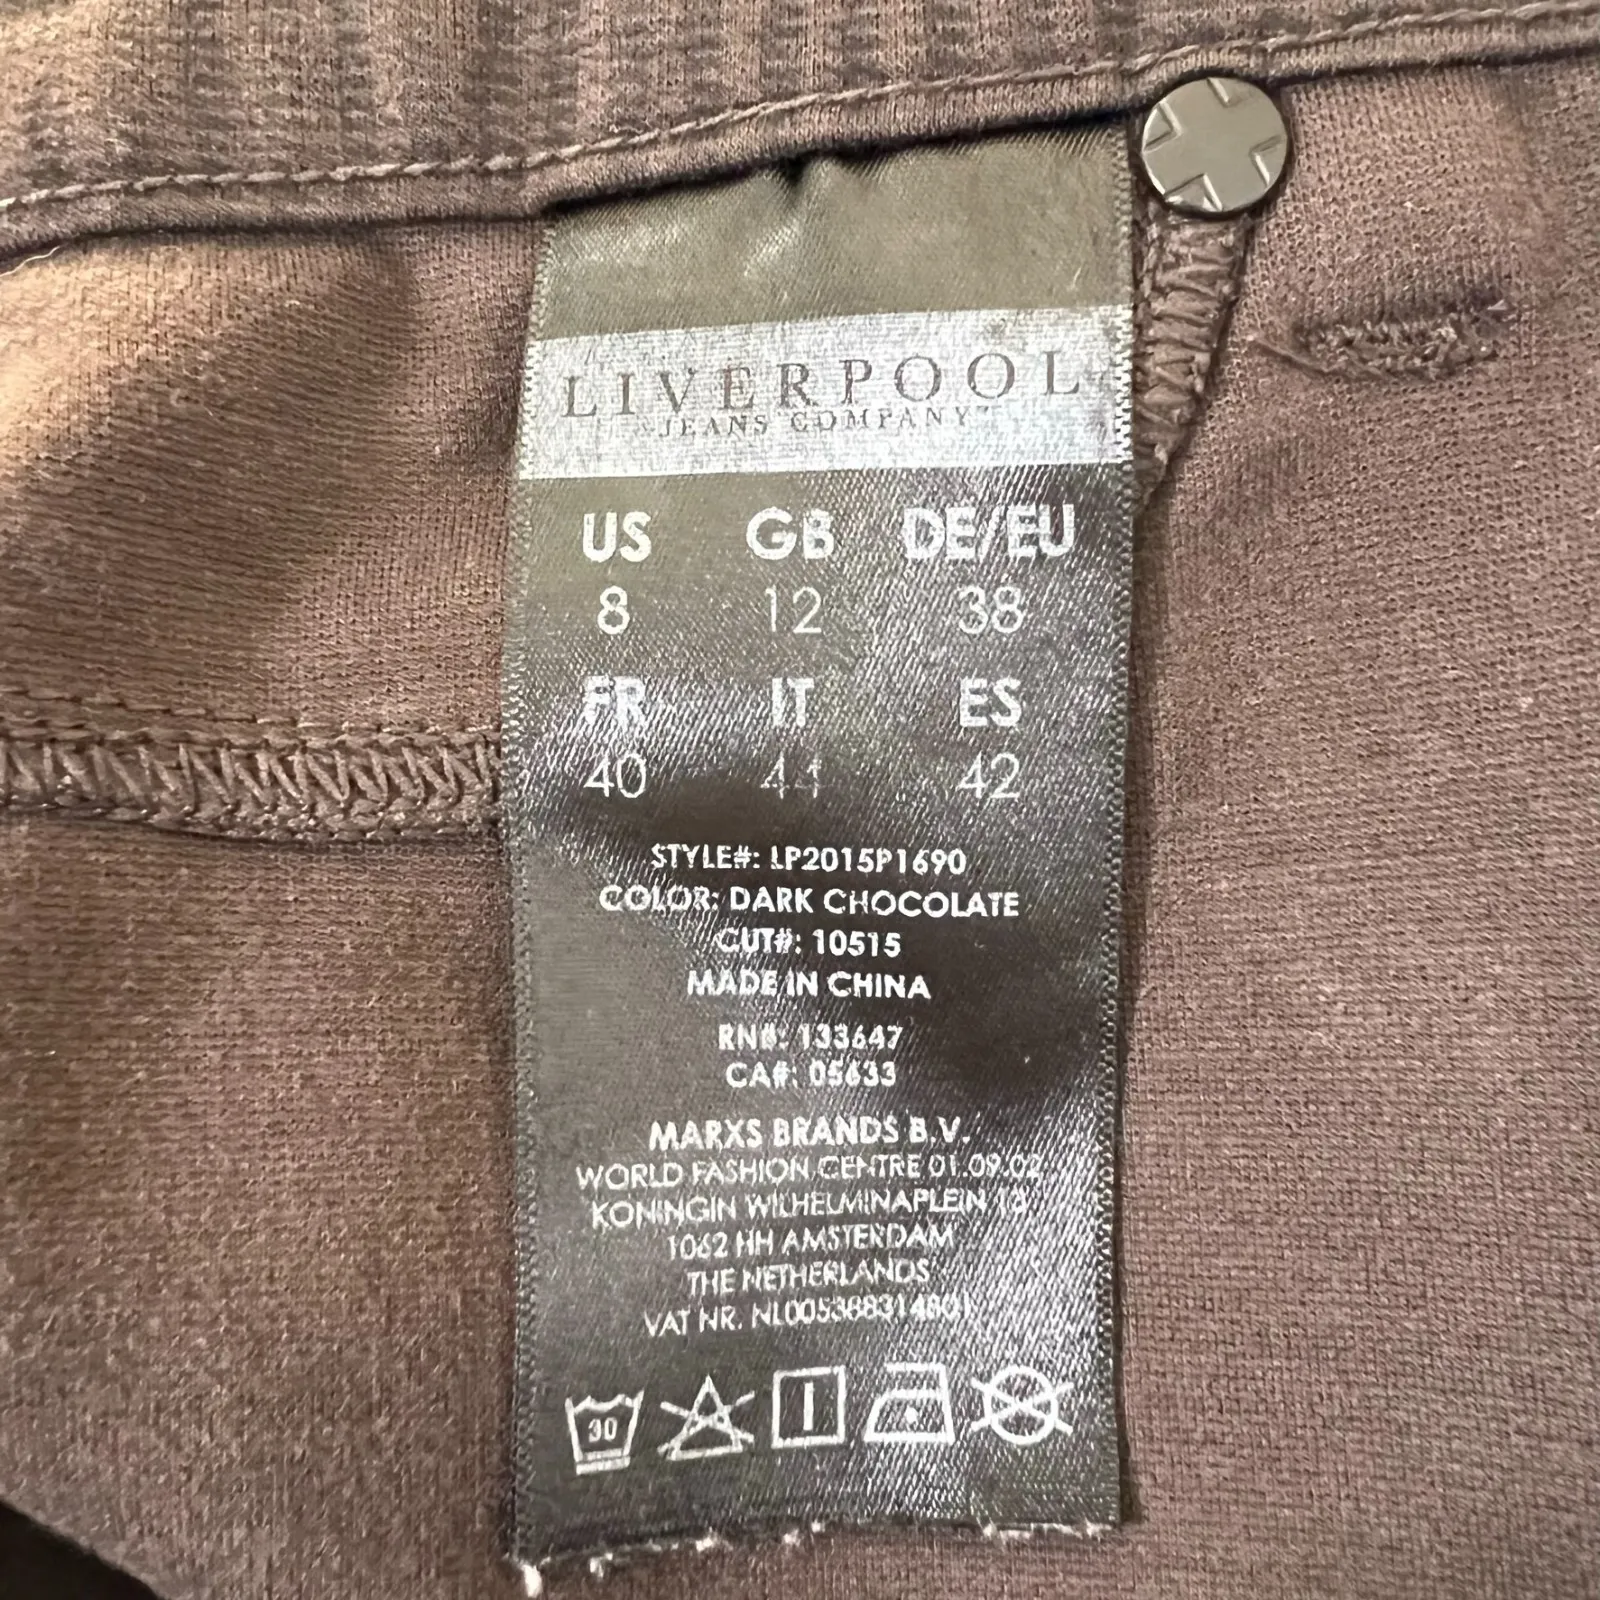 LIVERPOOL
JEANS COMPANY
US GB DE/EU
8 12 38
FR IT ES
40 44 42
STYLE#: LP2015P1690
COLOR: DARK CHOCOLATE
CUT#: 10515
MADE IN CHINA
RN#: 133647
CA#: 05633
MARXS BRANDS B.V.
WORLD FASHION CENTRE 01.09.02
KONINGIN WILHELMINAPLEIN 13
1062 HH AMSTERDAM
THE NETHERLANDS
VAT NR.
30